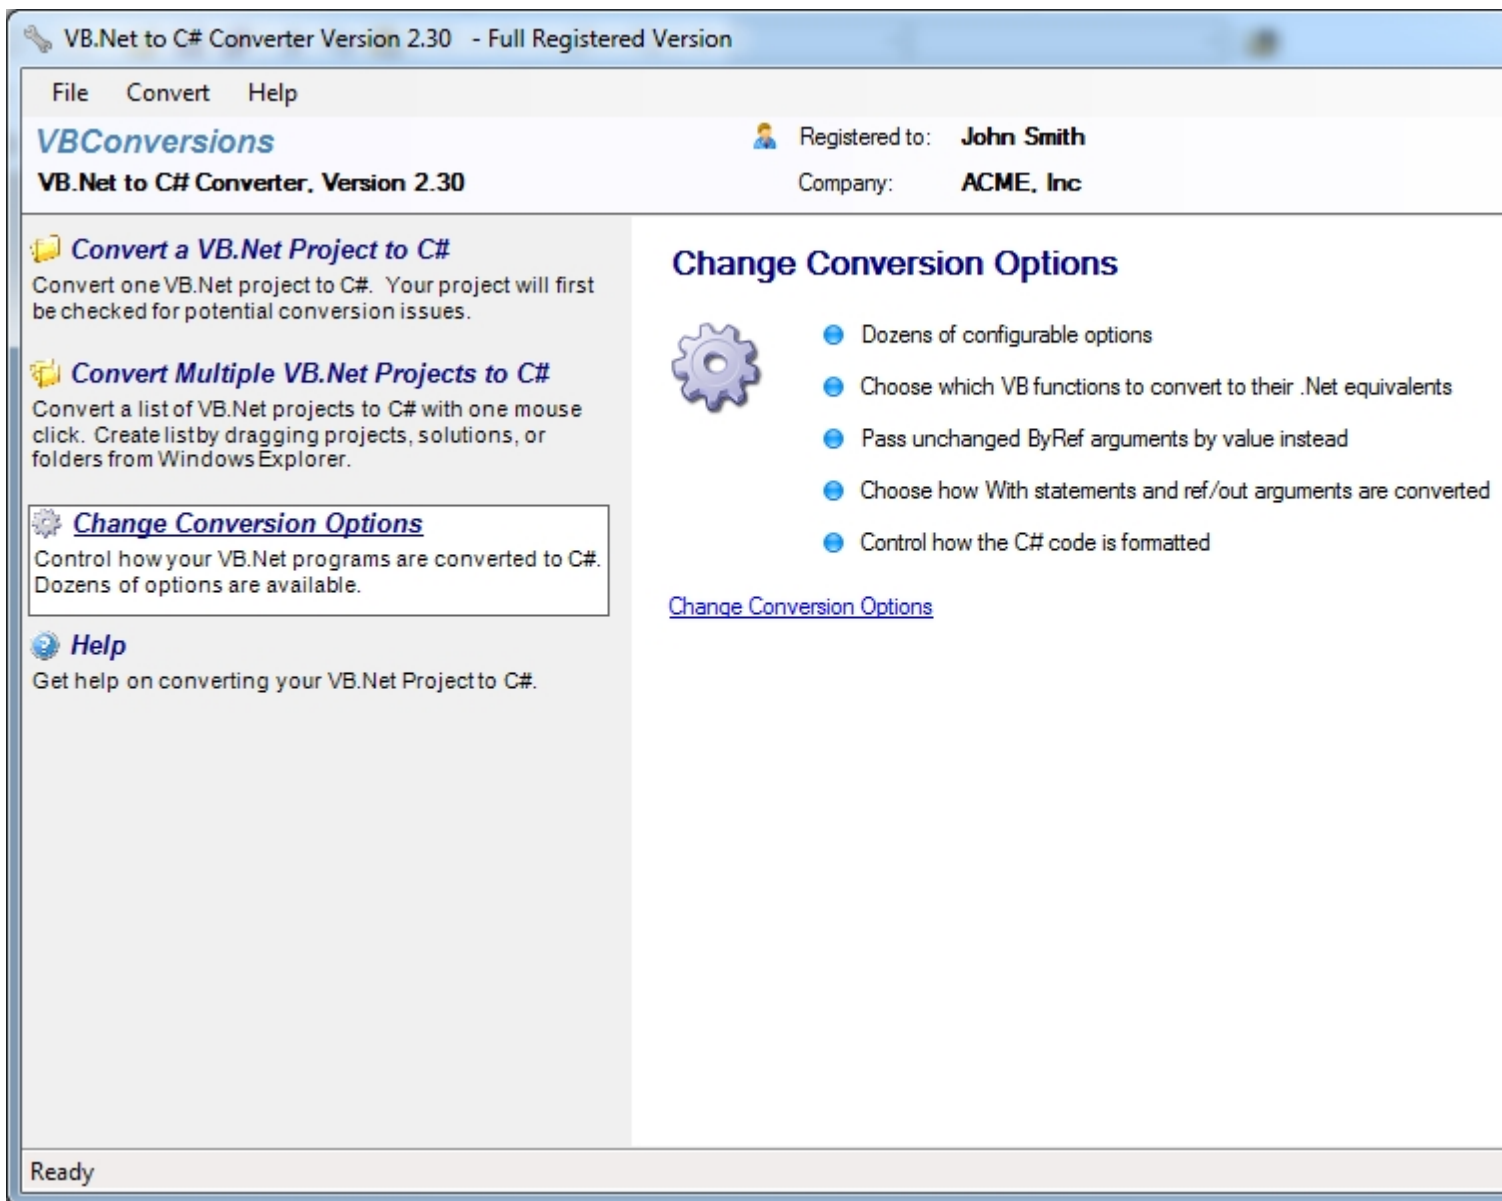 VB.Net to C# Converter Version 2.30 - Full Registered Version
File Convert Help
VBConversions
Registered to: John Smith
VB.Net to C# Converter, Version 2.30
Company: ACME, Inc
Convert a VB.Net Project to C#
Convert one VB.Net project to C#. Your project will first
be checked for potential conversion issues.
Convert Multiple VB.Net Projects to C#
Convert a list of VB.Net projects to C# with one mouse
click. Create list by dragging projects, solutions, or
folders from Windows Explorer.
Change Conversion Options
Control how your VB.Net programs are converted to C#.
Dozens of options are available.
Help
Get help on converting your VB.Net Project to C#.
Change Conversion Options
Dozens of configurable options
Choose which VB functions to convert to their .Net equivalents
Pass unchanged ByRef arguments by value instead
Choose how With statements and ref/out arguments are converted
Control how the C# code is formatted
Change Conversion Options
Ready